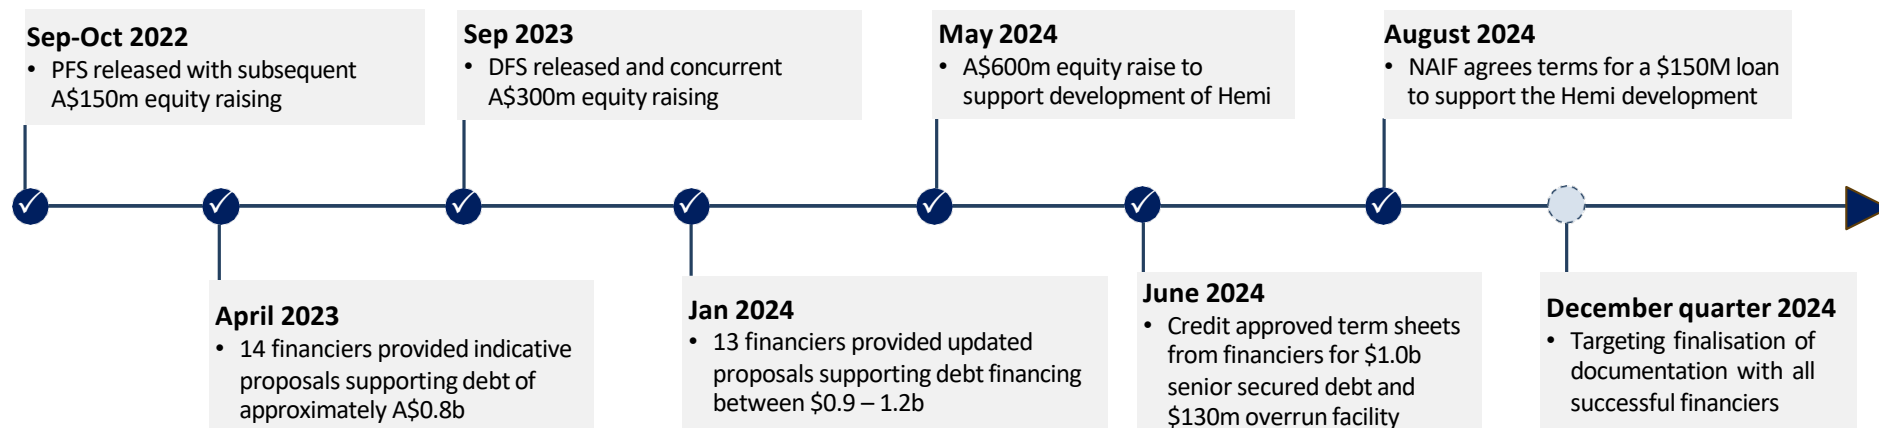 Sep-Oct 2022
• PFS released with subsequent
A$150m equity raising
April 2023
• 14 financiers provided indicative
proposals supporting debt of
approximately A$0.8b
Sep 2023
• DFS released and concurrent
A$300m equity raising
Jan 2024
• 13 financiers provided updated
proposals supporting debt financing
between $0.9 – 1.2b
May 2024
• A$600m equity raise to
support development of Hemi
June 2024
• Credit approved term sheets
from financiers for $1.0b
senior secured debt and
$130m overrun facility
August 2024
• NAIF agrees terms for a $150M loan
to support the Hemi development
December quarter 2024
• Targeting finalisation of
documentation with all
successful financiers